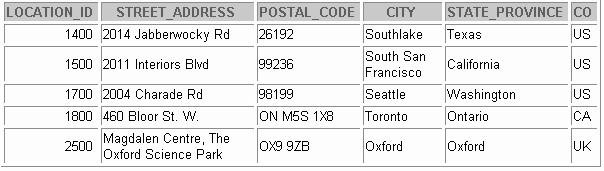 LOCATION_ID STREET_ADDRESS POSTAL_CODE CITY STATE_PROVINCE CO
1400 2014 Jabberwocky Rd 26192 Southlake Texas US
1500 2011 Interiors Blvd 99236 South San Francisco California US
1700 2004 Charade Rd 98199 Seattle Washington US
1800 460 Bloor St. W. ON M5S 1X8 Toronto Ontario CA
2500 Magdalen Centre, The Oxford Science Park OX9 9ZB Oxford Oxford UK